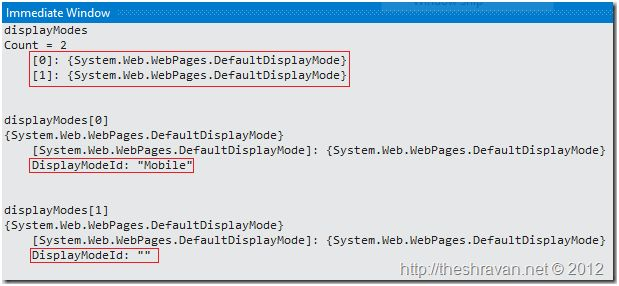 Immediate Window
displayModes
Count = 2
[0]: {System.Web.WebPages.DefaultDisplayMode}
[1]: {System.Web.WebPages.DefaultDisplayMode}
displayModes[0]
{System.Web.WebPages.DefaultDisplayMode}
[System.Web.WebPages.DefaultDisplayMode]: {System.Web.WebPages.DefaultDisplayMode}
DisplayModeId: "Mobile"
displayModes[1]
{System.Web.WebPages.DefaultDisplayMode}
[System.Web.WebPages.DefaultDisplayMode]: {System.Web.WebPages.DefaultDisplayMode}
DisplayModeId: ""
http://theshravan.net © 2012